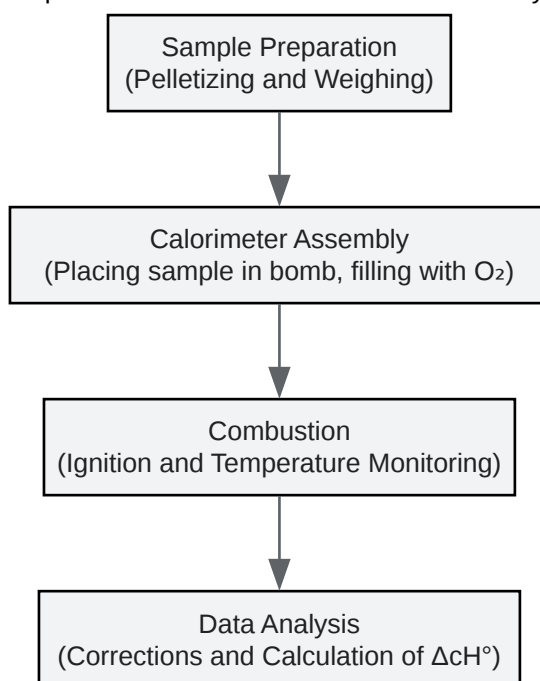 Sample Preparation
(Pelletizing and Weighing)
Calorimeter Assembly
(Placing sample in bomb, filling with O₂)
Combustion
(Ignition and Temperature Monitoring)
Data Analysis
(Corrections and Calculation of ΔcH°)